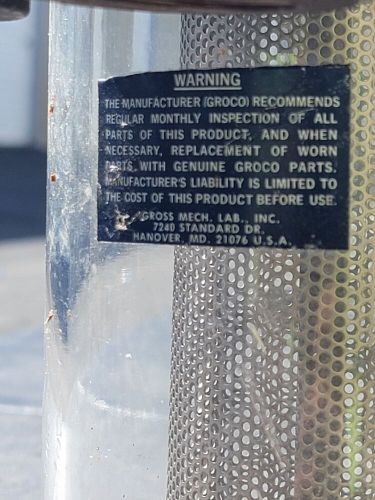 WARNING
THE MANUFACTURER (GROCO) RECOMMENDS
REGULAR MONTHLY INSPECTION OF ALL
PARTS OF THIS PRODUCT, AND WHEN
NECESSARY, REPLACEMENT OF WORN
PARTS WITH GENUINE GROCO PARTS.
MANUFACTURER'S LIABILITY IS LIMITED TO
THE COST OF THIS PRODUCT BEFORE USE.
GROSS MECH. LAB., INC.
7240 STANDARD DR.
HANOVER, MD. 21076 U.S.A.